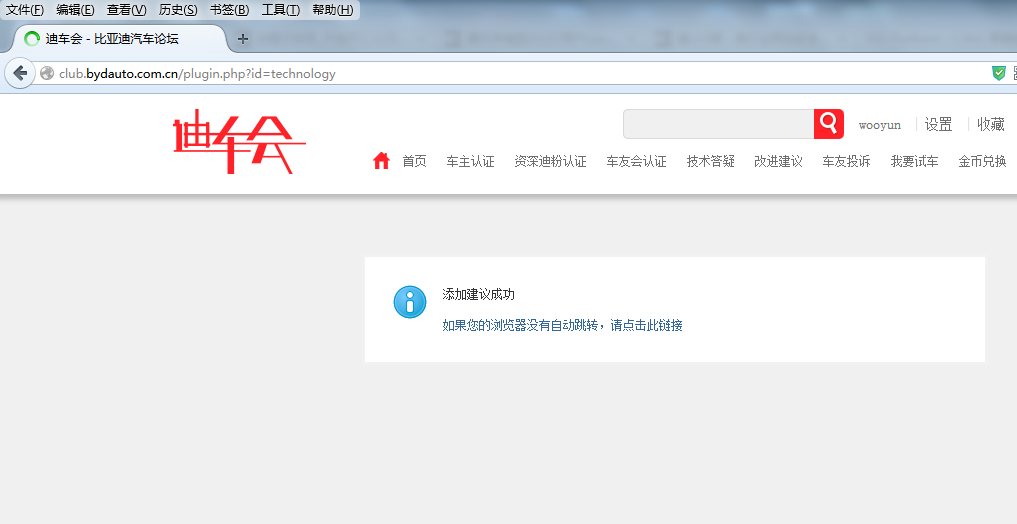 文件(F) 编辑(E) 查看(V) 历史(S) 书签(B) 工具(T) 帮助(H)
迪车会 - 比亚迪汽车论坛 +
club.bydauto.com.cn/plugin.php?id=technology
迪车会
wooyun 设置 收藏
首页 车主认证 资深迪粉认证 车友会认证 技术答疑 改进建议 车友投诉 我要试车 金币兑换
添加建议成功
如果您的浏览器没有自动跳转，请点击此链接